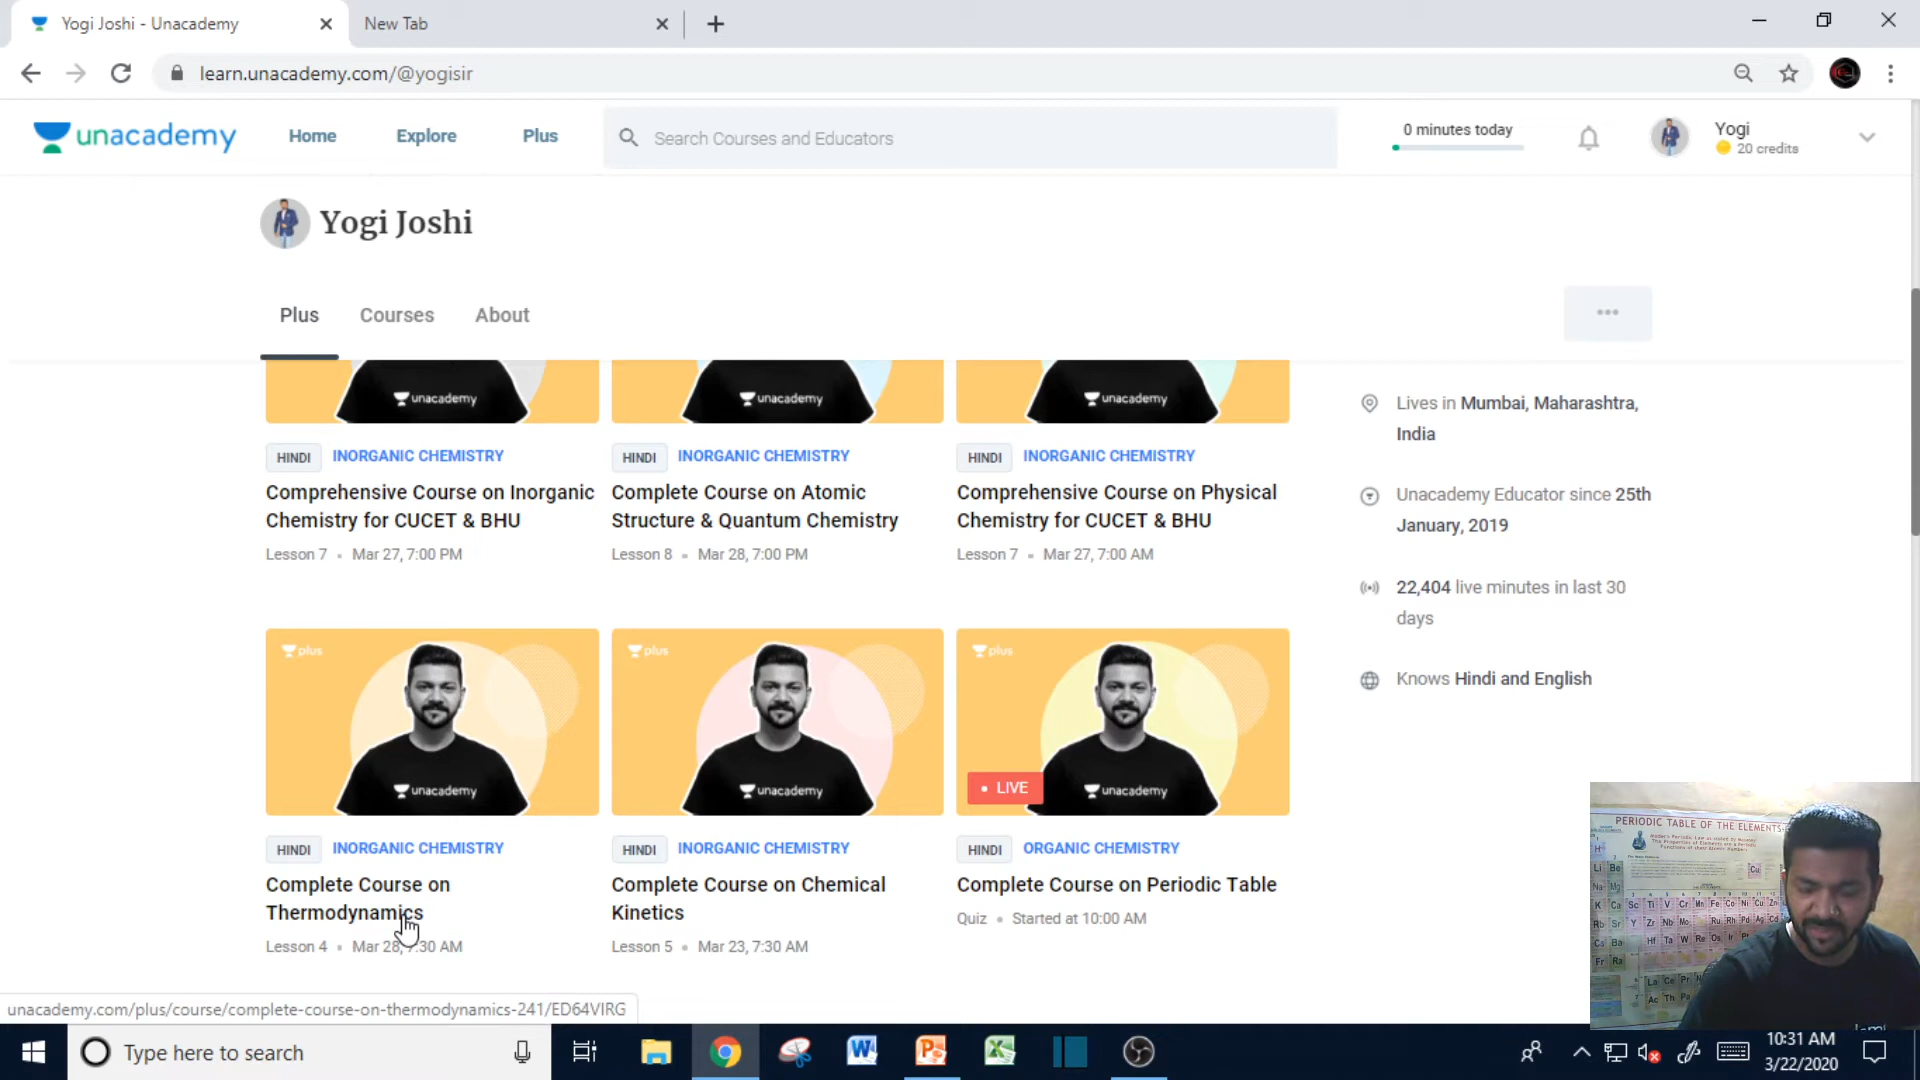 Yogi Joshi - Unacademy
New Tab
learn.unacademy.com/@yogisir
unacademy
Home
Explore
Plus
Search Courses and Educators
0 minutes today
Yogi
20 credits
Yogi Joshi
Plus
Courses
About
unacademy
unacademy
unacademy
HINDI INORGANIC CHEMISTRY
Comprehensive Course on Inorganic
Chemistry for CUCET & BHU
Lesson 7 • Mar 27, 7:00 PM
HINDI INORGANIC CHEMISTRY
Complete Course on Atomic
Structure & Quantum Chemistry
Lesson 8 • Mar 28, 7:00 PM
HINDI INORGANIC CHEMISTRY
Comprehensive Course on Physical
Chemistry for CUCET & BHU
Lesson 7 • Mar 27, 7:00 AM
Lives in Mumbai, Maharashtra,
India
Unacademy Educator since 25th
January, 2019
22,404 live minutes in last 30
days
Knows Hindi and English
plus
unacademy
plus
unacademy
plus
LIVE
unacademy
HINDI INORGANIC CHEMISTRY
Complete Course on
Thermodynamics
Lesson 4 • Mar 28, 7:30 AM
HINDI INORGANIC CHEMISTRY
Complete Course on Chemical
Kinetics
Lesson 5 • Mar 23, 7:30 AM
HINDI ORGANIC CHEMISTRY
Complete Course on Periodic Table
Quiz • Started at 10:00 AM
PERIODIC TABLE OF THE ELEMENTS
unacademy.com/plus/course/complete-course-on-thermodynamics-241/ED64VIRG
Type here to search
10:31 AM
3/22/2020